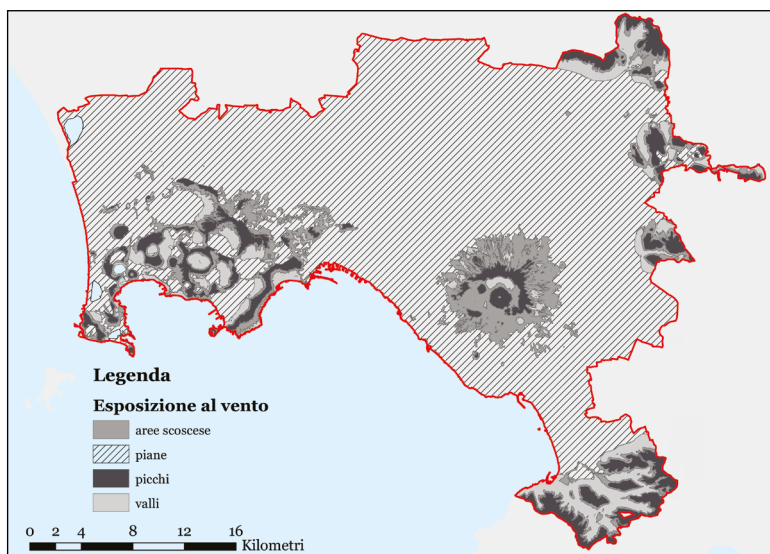 Legenda
Esposizione al vento
aree scoscese
piane
picchi
valli
0 2 4 8 12 16
Kilometri